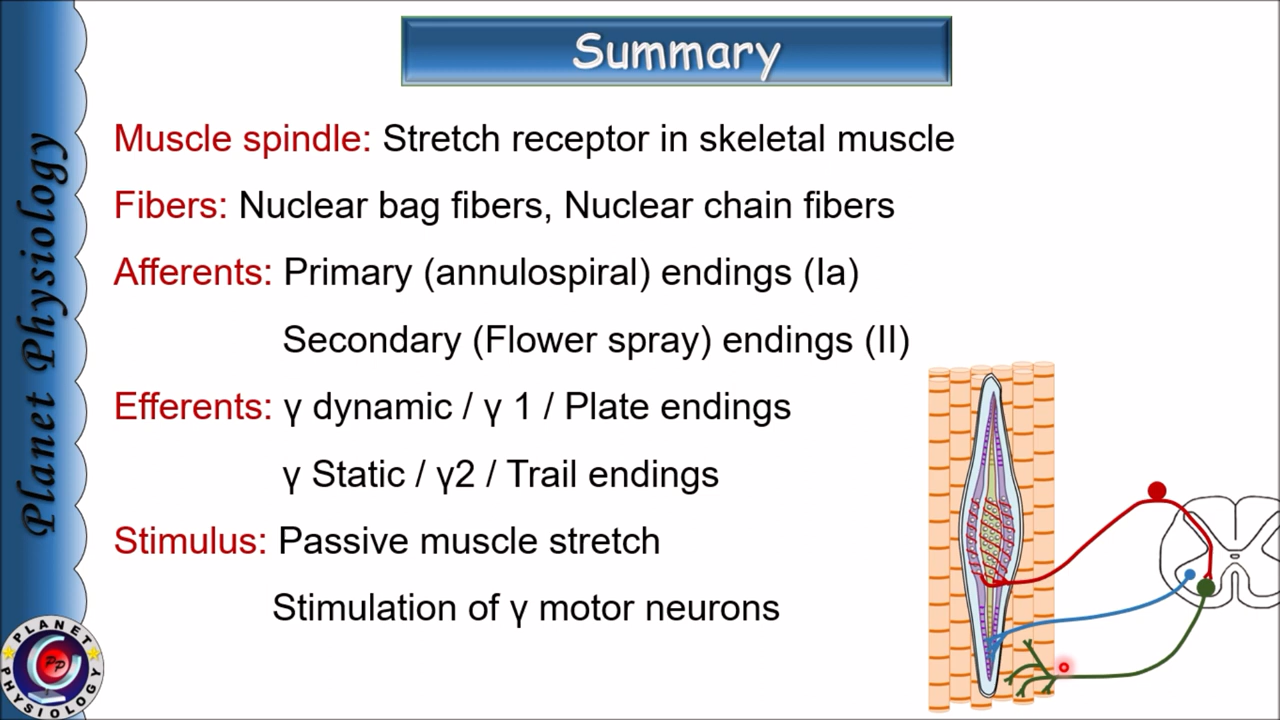 Summary
Planet Physiology
Muscle spindle: Stretch receptor in skeletal muscle
Fibers: Nuclear bag fibers, Nuclear chain fibers
Afferents: Primary (annulospiral) endings (Ia)
Secondary (Flower spray) endings (II)
Efferents: γ dynamic / γ 1 / Plate endings
γ Static / γ2 / Trail endings
Stimulus: Passive muscle stretch
Stimulation of γ motor neurons
PLANET
PP
PHYSIOLOGY